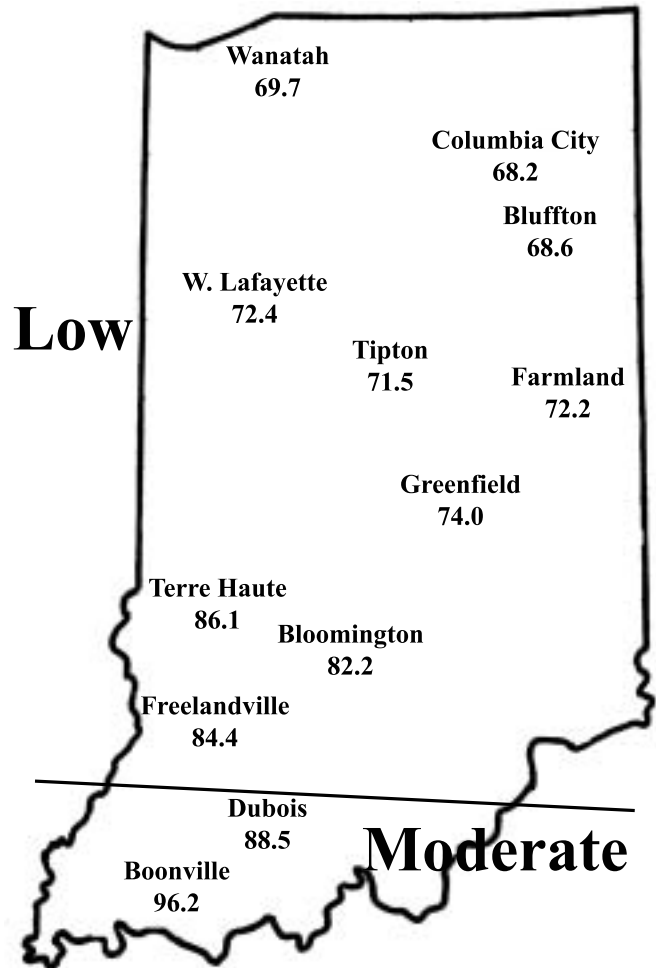 Wanatah
69.7
Columbia City
68.2
Bluffton
68.6
W. Lafayette
72.4
Low
Tipton
71.5
Farmland
72.2
Greenfield
74.0
Terre Haute
86.1
Bloomington
82.2
Freelandville
84.4
Dubois
88.5
Moderate
Boonville
96.2